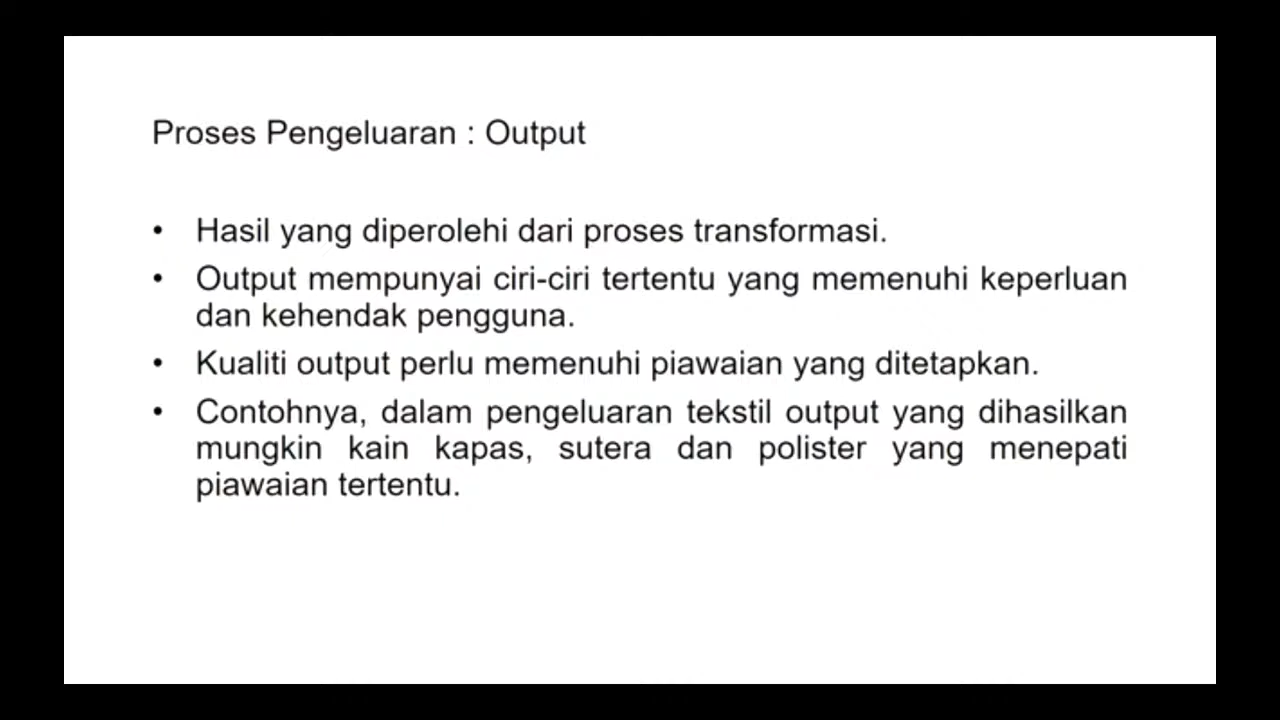 Proses Pengeluaran : Output
• Hasil yang diperolehi dari proses transformasi.
• Output mempunyai ciri-ciri tertentu yang memenuhi keperluan
dan kehendak pengguna.
• Kualiti output perlu memenuhi piawaian yang ditetapkan.
• Contohnya, dalam pengeluaran tekstil output yang dihasilkan
mungkin kain kapas, sutera dan polister yang menepati
piawaian tertentu.